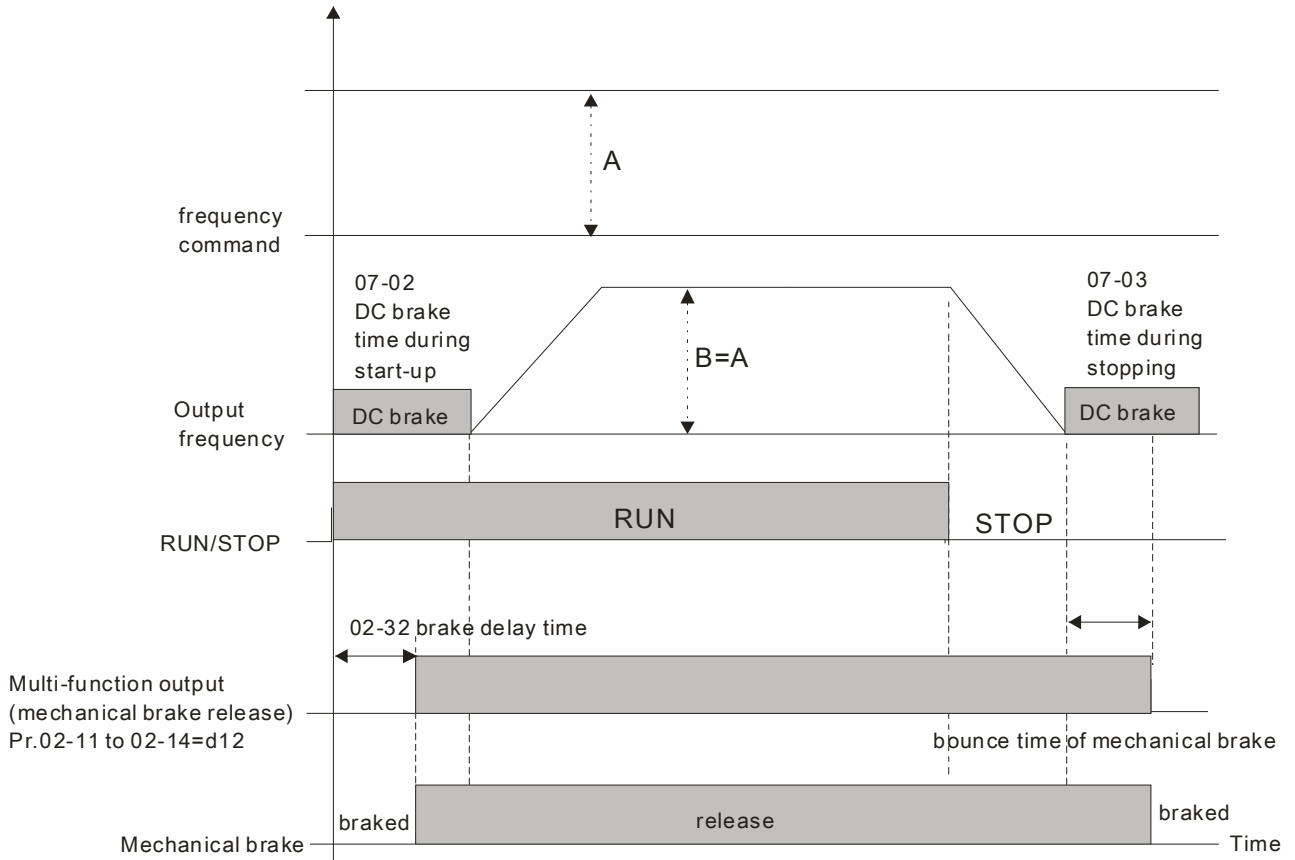 A
frequency
command
07-02
DC brake
time during
start-up
07-03
DC brake
time during
stopping
B=A
Output
frequency
DC brake
DC brake
RUN
STOP
RUN/STOP
02-32 brake delay time
Multi-function output
(mechanical brake release)
Pr.02-11 to 02-14=d12
bounce time of mechanical brake
braked
release
braked
Mechanical brake
Time